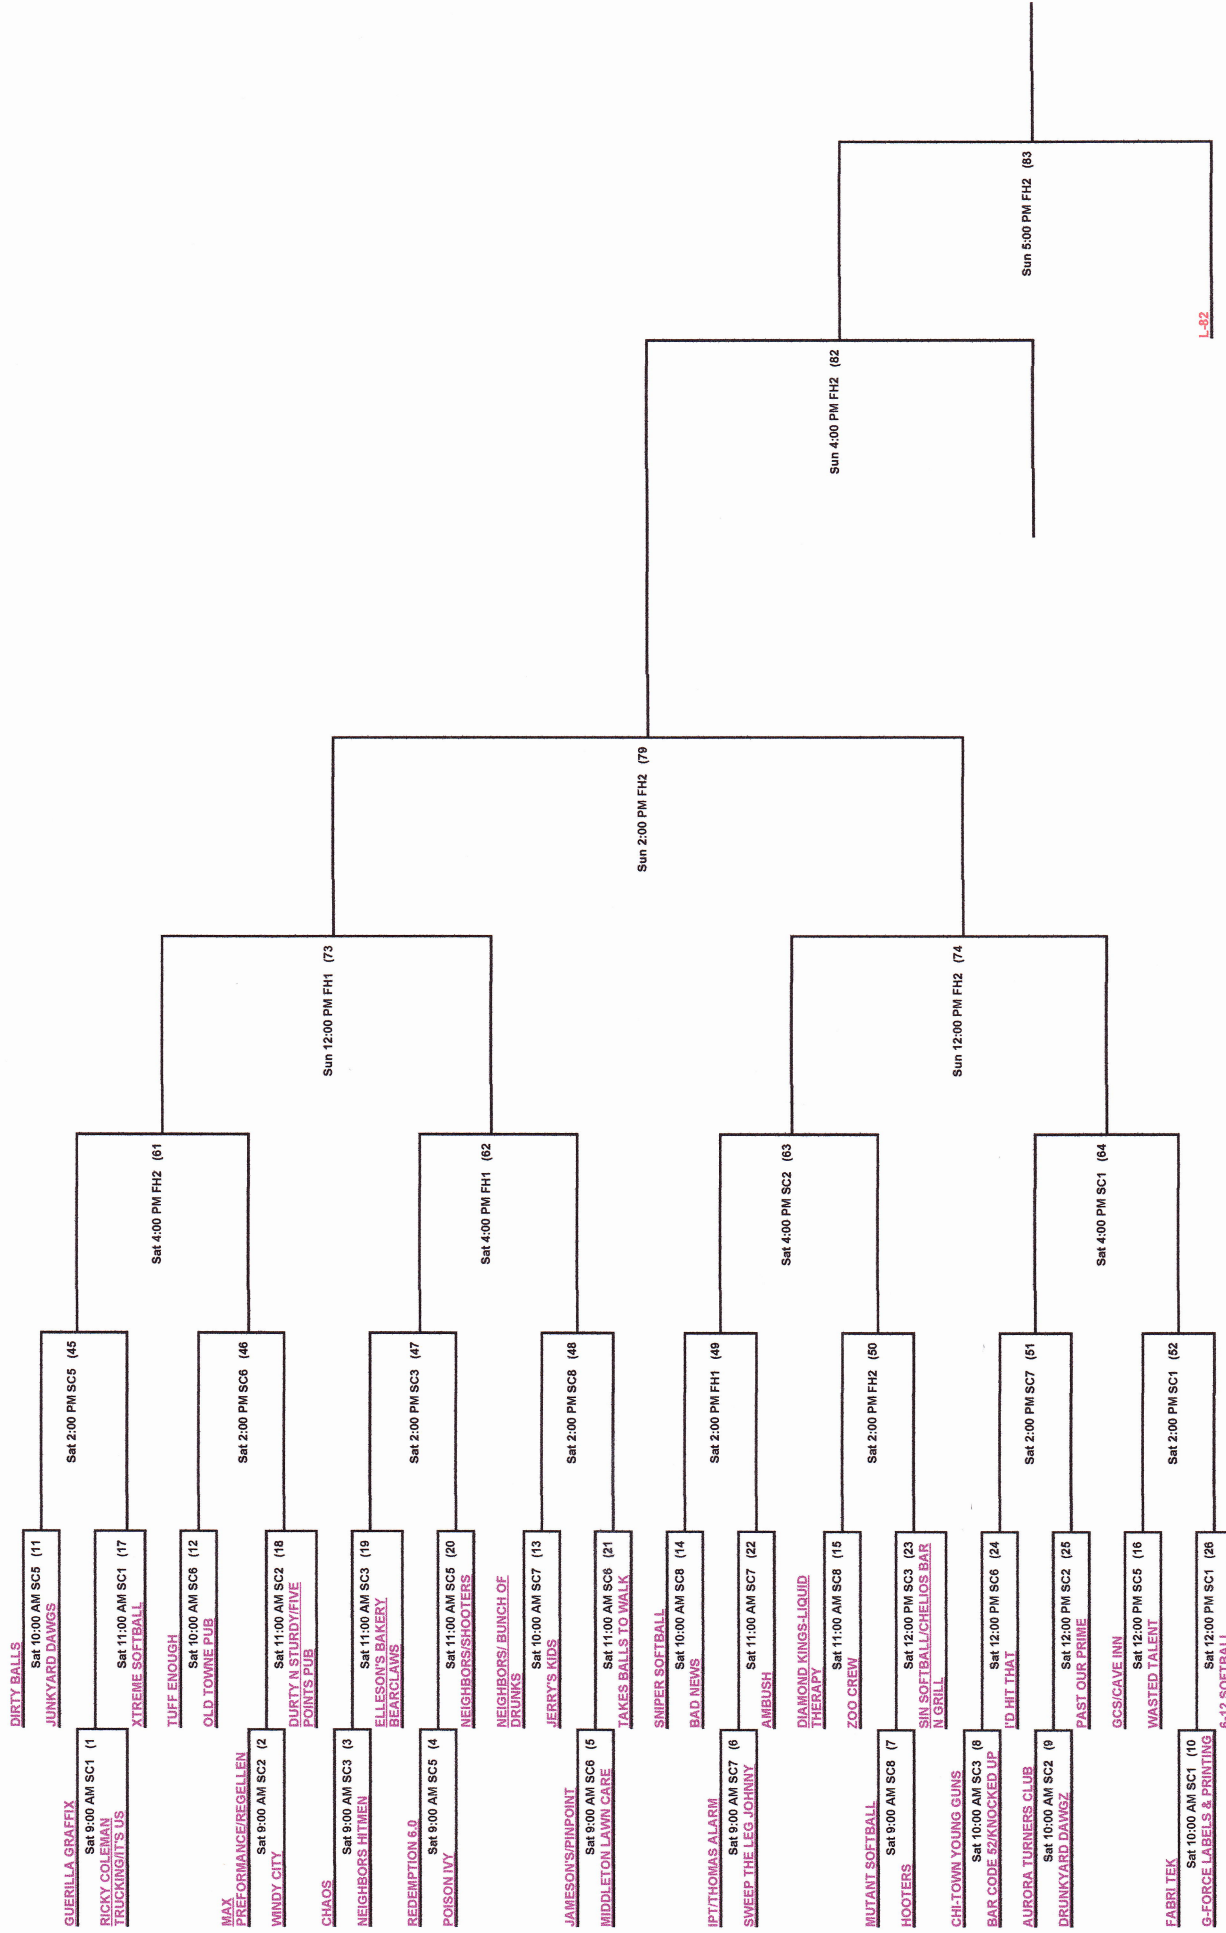 GUERILLA GRAFFIX
Sat 9:00 AM SC1 (1
RICKY COLEMAN
TRUCKING/IT'S US
MAX
PREFORMANCE/REGELLEN
Sat 9:00 AM SC2 (2
WINDY CITY
CHAOS
Sat 9:00 AM SC3 (3
NEIGHBORS HITMEN
REDEMPTION 6.0
Sat 9:00 AM SC5 (4
POISON IVY
JAMESON'S/PINPOINT
Sat 9:00 AM SC6 (5
MIDDLETON LAWN CARE
IPT/THOMAS ALARM
Sat 9:00 AM SC7 (6
SWEEP THE LEG JOHNNY
MUTANT SOFTBALL
Sat 9:00 AM SC8 (7
HOOTERS
CHI-TOWN YOUNG GUNS
Sat 10:00 AM SC3 (8
BAR CODE 52/KNOCKED UP
AURORA TURNERS CLUB
Sat 10:00 AM SC2 (9
DRUNKYARD DAWGZ
FABRI TEK
Sat 10:00 AM SC1 (10
G-FORCE LABELS & PRINTING
DIRTY BALLS
Sat 10:00 AM SC5 (11
JUNKYARD DAWGS
Sat 11:00 AM SC1 (17
XTREME SOFTBALL
TUFF ENOUGH
Sat 10:00 AM SC6 (12
OLD TOWNE PUB
Sat 11:00 AM SC2 (18
DURTY N STURDY/FIVE
POINTS PUB
Sat 11:00 AM SC3 (19
ELLESON'S BAKERY
BEARCLAWS
Sat 11:00 AM SC5 (20
NEIGHBORS/SHOOTERS
NEIGHBORS/ BUNCH OF
DRUNKS
Sat 10:00 AM SC7 (13
JERRY'S KIDS
Sat 11:00 AM SC6 (21
TAKES BALLS TO WALK
SNIPER SOFTBALL
Sat 10:00 AM SC8 (14
BAD NEWS
Sat 11:00 AM SC7 (22
AMBUSH
DIAMOND KINGS-LIQUID
THERAPY
Sat 11:00 AM SC8 (15
ZOO CREW
Sat 12:00 PM SC3 (23
SIN SOFTBALL/CHELIOS BAR
N GRILL
Sat 12:00 PM SC6 (24
I'D HIT THAT
Sat 12:00 PM SC2 (25
PAST OUR PRIME
GCS/CAVE INN
Sat 12:00 PM SC5 (16
WASTED TALENT
Sat 12:00 PM SC1 (26
6-12 SOFTBALL
Sat 2:00 PM SC5 (45
Sat 2:00 PM SC6 (46
Sat 2:00 PM SC3 (47
Sat 2:00 PM SC8 (48
Sat 2:00 PM FH1 (49
Sat 2:00 PM FH2 (50
Sat 2:00 PM SC7 (51
Sat 2:00 PM SC1 (52
Sat 4:00 PM FH2 (61
Sat 4:00 PM FH1 (62
Sat 4:00 PM SC2 (63
Sat 4:00 PM SC1 (64
Sun 12:00 PM FH1 (73
Sun 12:00 PM FH2 (74
Sun 2:00 PM FH2 (79
Sun 4:00 PM FH2 (82
Sun 5:00 PM FH2 (83
L-82